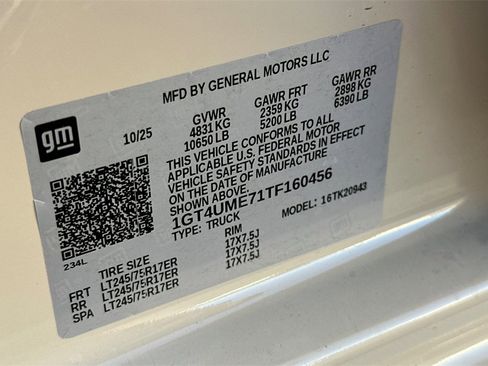 MFD BY GENERAL MOTORS LLC
gm
10/25
GVWR GAWR FRT GAWR RR
4831 KG 2359 KG 2898 KG
10650 LB 5200 LB 6390 LB
THIS VEHICLE CONFORMS TO ALL
APPLICABLE U.S. FEDERAL MOTOR
VEHICLE SAFETY STANDARDS IN EFFECT
ON THE DATE OF MANUFACTURE
SHOWN ABOVE.
1GT4UME71TF160456
TYPE: TRUCK MODEL: 16TK20943
234L
TIRE SIZE RIM
FRT LT245/75R17ER 17X7.5J
RR LT245/75R17ER 17X7.5J
SPA LT245/75R17ER 17X7.5J